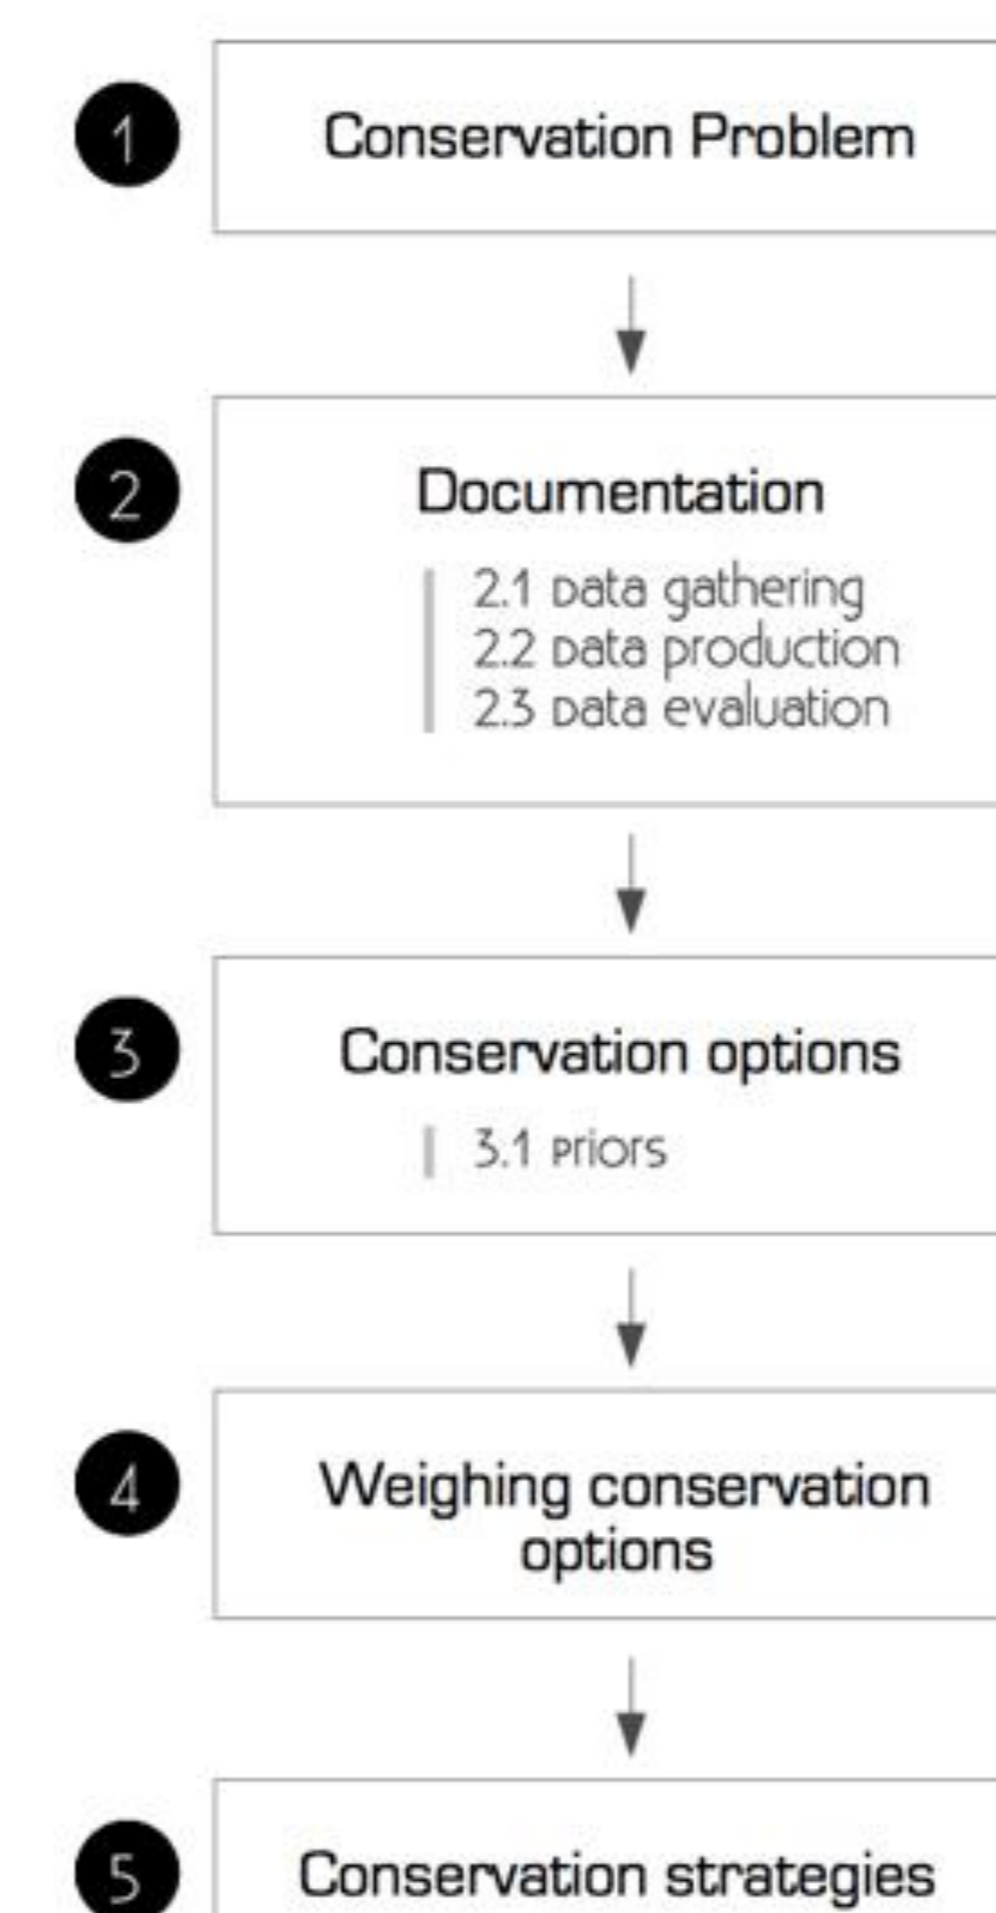 1
Conservation Problem
2
Documentation
2.1 Data gathering
2.2 Data production
2.3 Data evaluation
3
Conservation options
3.1 Priors
4
Weighing conservation
options
5
Conservation strategies